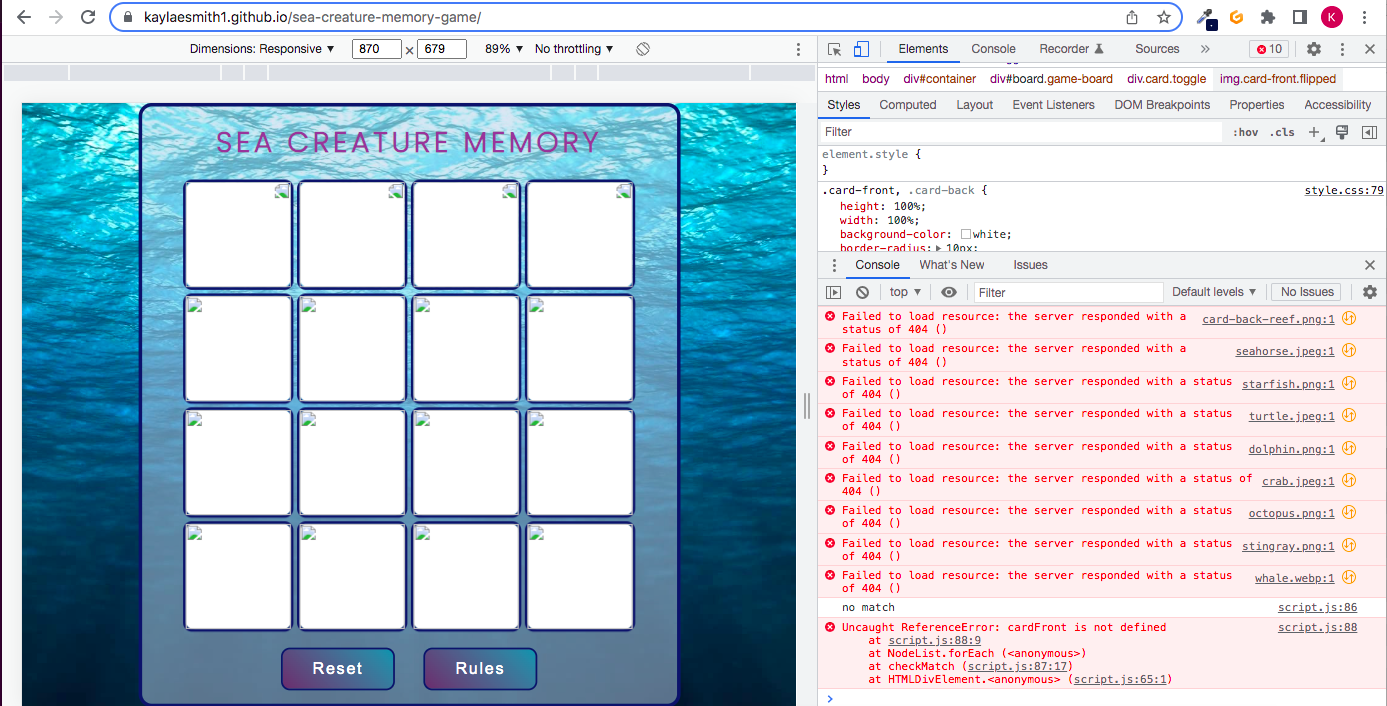 kaylaesmith1.github.io/sea-creature-memory-game/
K
Dimensions: Responsive ▼ 870 × 679 89% ▼ No throttling ▼
SEA CREATURE MEMORY
Reset Rules
Elements Console Recorder Sources » 10
html body div#container div#board.game-board div.card.toggle img.card-front.flipped
Styles Computed Layout Event Listeners DOM Breakpoints Properties Accessibility
Filter :hov .cls +
element.style {
}
.card-front, .card-back { style.css:79
height: 100%;
width: 100%;
background-color: white;
border-radius: 10px;
Console What's New Issues
top ▼ Filter Default levels ▼ No Issues
Failed to load resource: the server responded with a card-back-reef.png:1
status of 404 ()
Failed to load resource: the server responded with a seahorse.jpeg:1
status of 404 ()
Failed to load resource: the server responded with a status starfish.png:1
of 404 ()
Failed to load resource: the server responded with a status turtle.jpeg:1
of 404 ()
Failed to load resource: the server responded with a status dolphin.png:1
of 404 ()
Failed to load resource: the server responded with a status of crab.jpeg:1
404 ()
Failed to load resource: the server responded with a status octopus.png:1
of 404 ()
Failed to load resource: the server responded with a status stingray.png:1
of 404 ()
Failed to load resource: the server responded with a status whale.webp:1
of 404 ()
no match script.js:86
Uncaught ReferenceError: cardFront is not defined script.js:88
at script.js:88:9
at NodeList.forEach (<anonymous>)
at checkMatch (script.js:87:17)
at HTMLDivElement.<anonymous> (script.js:65:1)
>